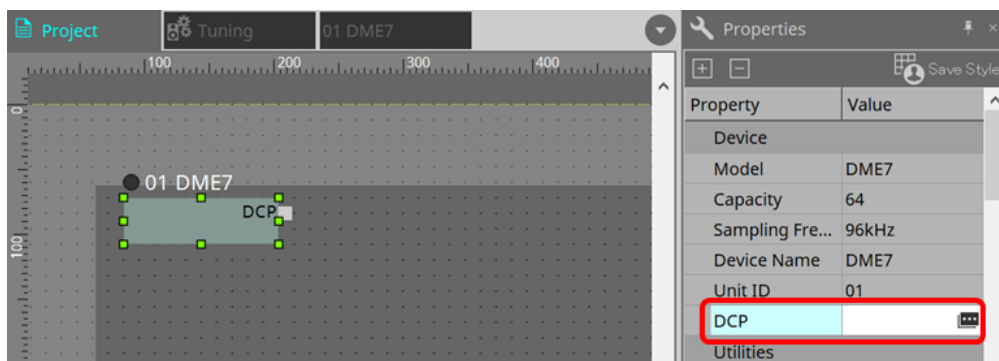 Project
Tuning
01 DME7
Properties
100
200
300
400
Save Style
Property Value
0
Device
Model DME7
01 DME7
Capacity 64
DCP
Sampling Fre... 96kHz
100
Device Name DME7
Unit ID 01
DCP
Utilities